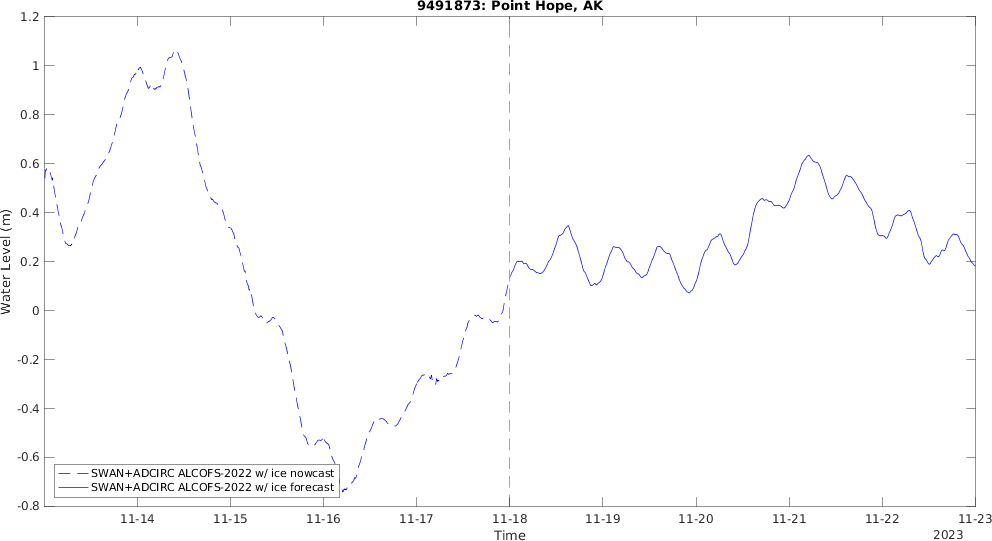 9491873: Point Hope, AK
1.2
1
0.8
0.6
0.4
0.2
0
-0.2
-0.4
-0.6
-0.8
Water Level (m)
SWAN+ADCIRC ALCOFS-2022 w/ ice nowcast
SWAN+ADCIRC ALCOFS-2022 w/ ice forecast
11-14 11-15 11-16 11-17 11-18 11-19 11-20 11-21 11-22 11-23
Time
2023